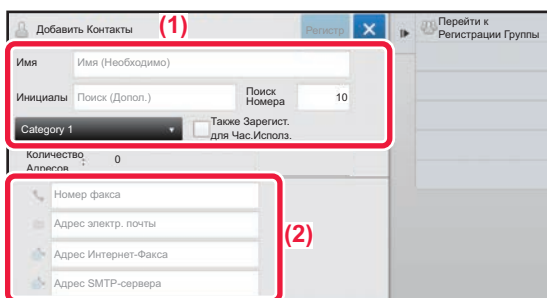 Добавить Контакты
(1)
Регистр.
Перейти к
Регистрации Группы
Имя
Имя (Необходимо)
Инициалы
Поиск (Допол.)
Поиск
Номера
10
Category 1
Также Зарегист.
для Час.Исполз.
Количество
Адресов
:
0
Номер факса
Адрес электр. почты
(2)
Адрес Интернет-Факса
Адрес SMTP-сервера